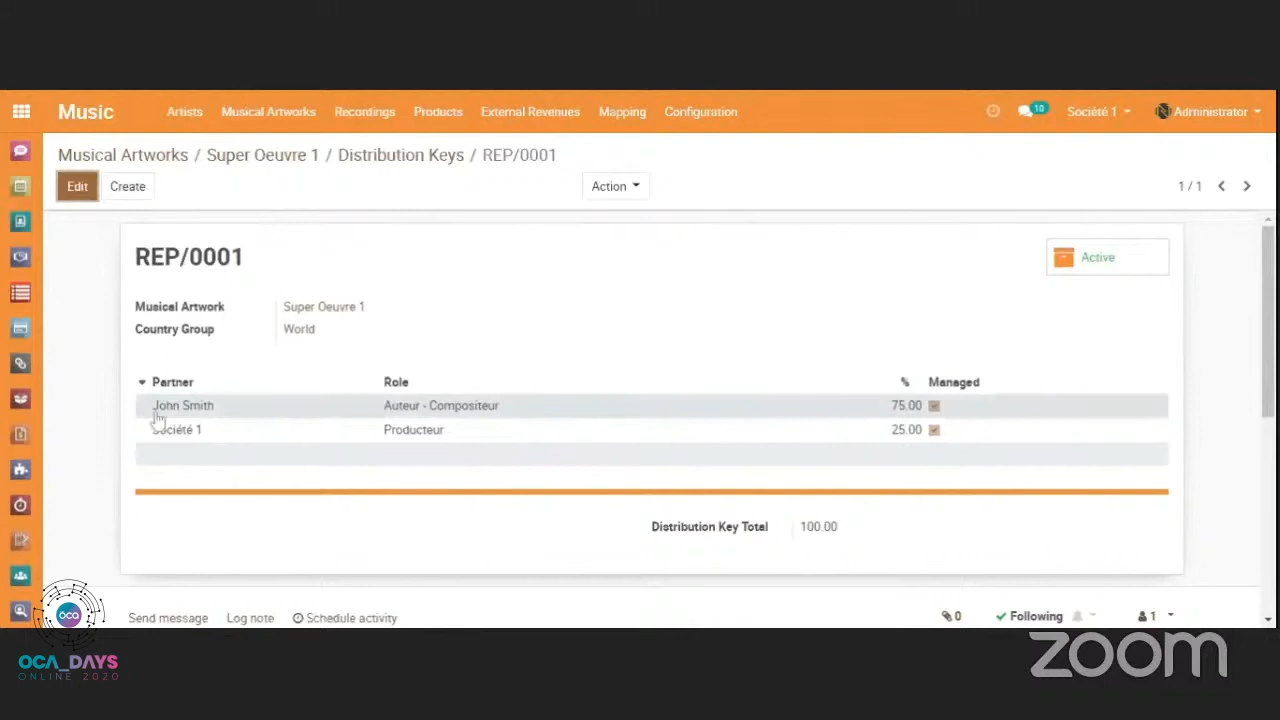 Music Artists Musical Artworks Recordings Products External Revenues Mapping Configuration 10 Société 1 Administrator
Musical Artworks / Super Oeuvre 1 / Distribution Keys / REP/0001
Edit Create Action 1 / 1
REP/0001
Active
Musical Artwork Super Oeuvre 1
Country Group World
Partner Role % Managed
John Smith Auteur - Compositeur 75.00
Société 1 Producteur 25.00
Distribution Key Total 100.00
Send message Log note Schedule activity 0 Following 1
oca
OCA_DAYS
ONLINE 2020
zoom